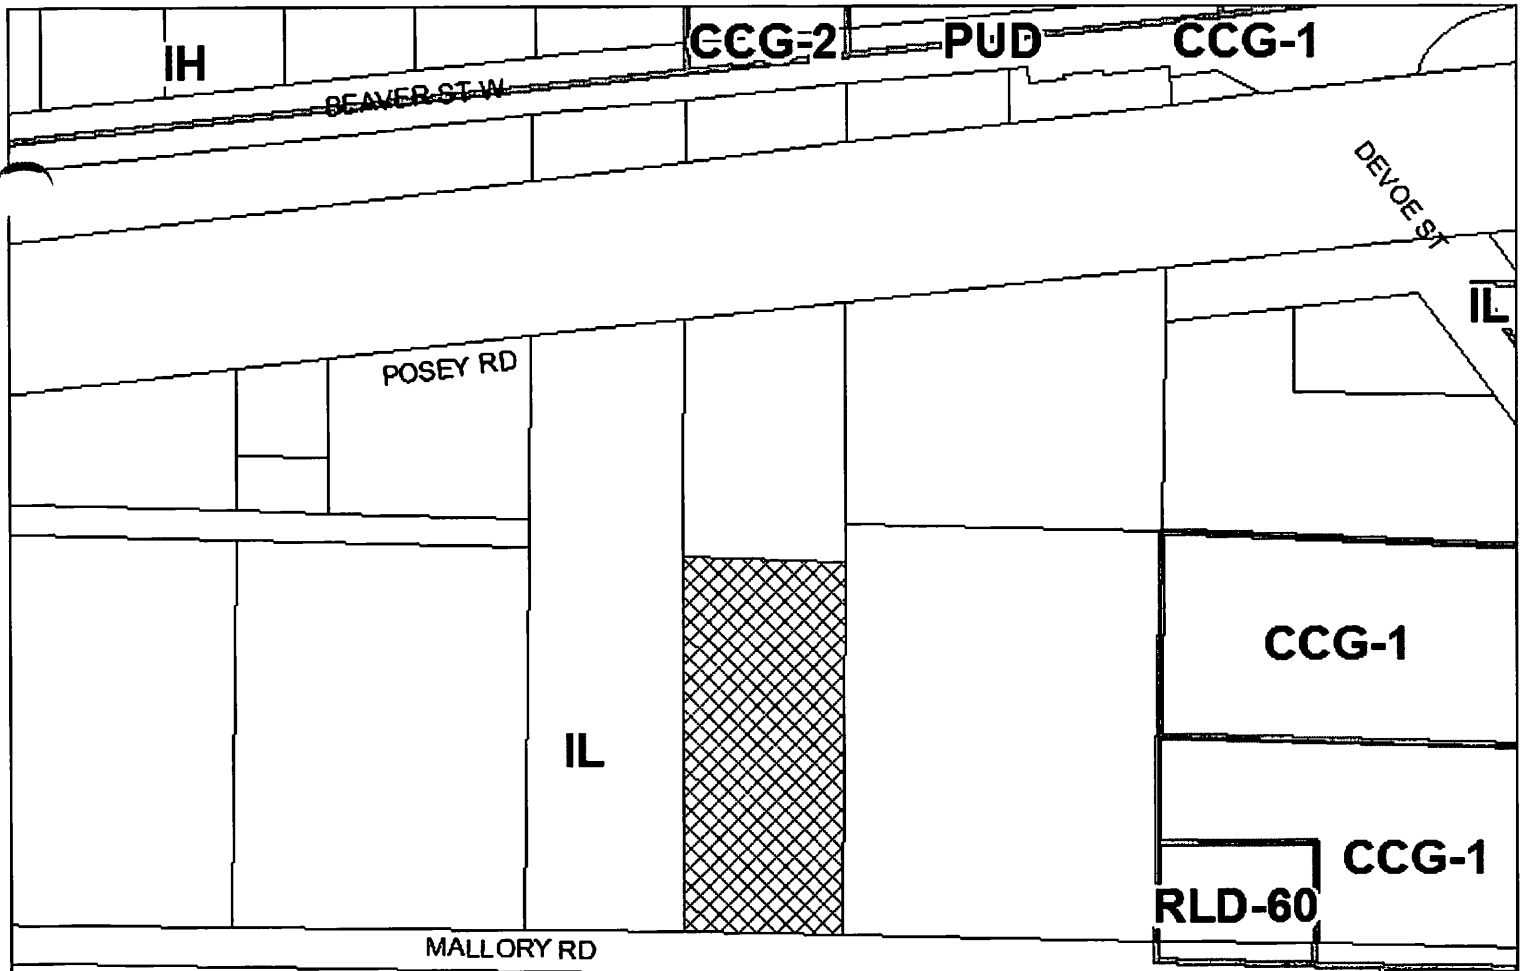 IH
CCG-2
PUD
CCG-1
BEAVER ST W
DEVOE ST
IL
POSEY RD
CCG-1
IL
CCG-1
RLD-60
MALLORY RD